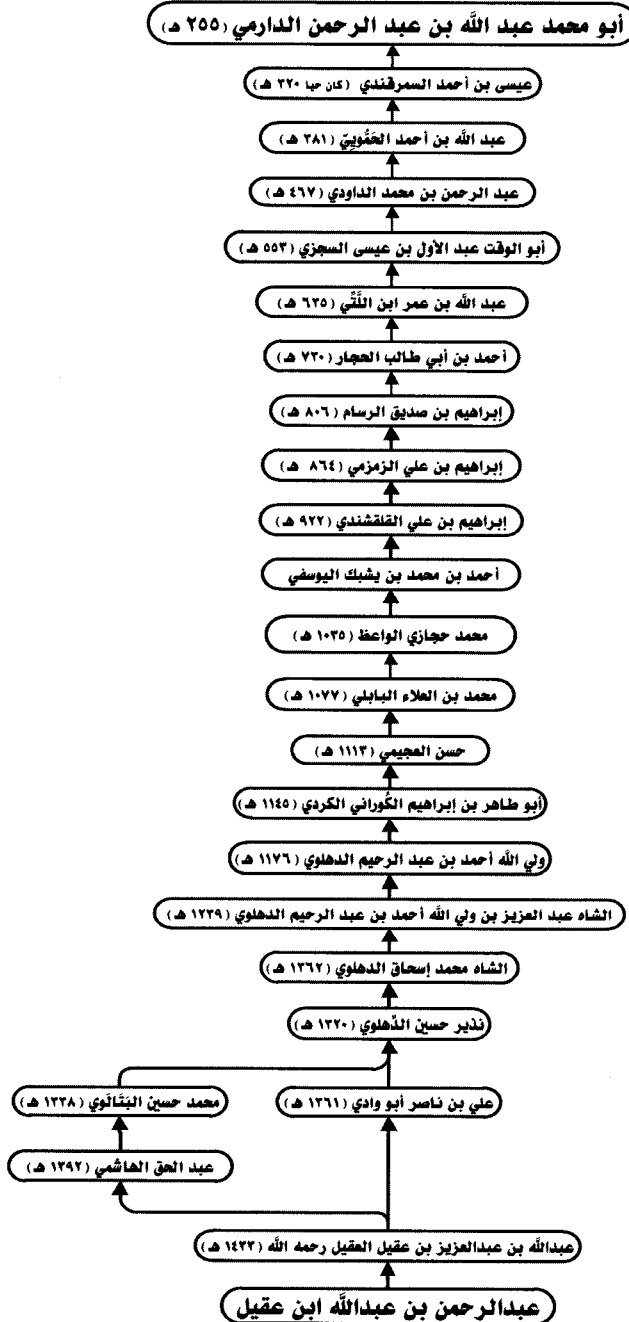 أبو محمد عبد الله بن عبد الرحمن الدارمي (٢٥٥ هـ)
عيسى بن أحمد السمرقندي (كان حيا ٣٢٠ هـ)
عبد الله بن أحمد الحَمُّويِيّ (٣٨١ هـ)
عبد الرحمن بن محمد الداودي (٤٦٧ هـ)
أبو الوقت عبد الأول بن عيسى السجزي (٥٥٣ هـ)
عبد الله بن عمر ابن اللَّتِّي (٦٣٥ هـ)
أحمد بن أبي طالب الحجار (٧٣٠ هـ)
إبراهيم بن صديق الرسام (٨٠٦ هـ)
إبراهيم بن علي الزمزمي (٨٦٤ هـ)
إبراهيم بن علي القلقشندي (٩٢٢ هـ)
أحمد بن محمد بن يشبك اليوسفي
محمد حجازي الواعظ (١٠٣٥ هـ)
محمد بن العلاء البابلي (١٠٧٧ هـ)
حسن العجيمي (١١١٣ هـ)
أبو طاهر بن إبراهيم الكُوراني الكردي (١١٤٥ هـ)
ولي الله أحمد بن عبد الرحيم الدهلوي (١١٧٦ هـ)
الشاه عبد العزيز بن ولي الله أحمد بن عبد الرحيم الدهلوي (١٢٣٩ هـ)
الشاه محمد إسحاق الدهلوي (١٣٦٢ هـ)
نذير حسين الدِّهلوي (١٣٢٠ هـ)
علي بن ناصر أبو وادي (١٣٦١ هـ)
محمد حسين البَتَالَوي (١٣٣٨ هـ)
عبد الحق الهاشمي (١٣٩٢ هـ)
عبدالله بن عبدالعزيز بن عقيل العقيل رحمه الله (١٤٣٣ هـ)
عبدالرحمن بن عبدالله ابن عقيل